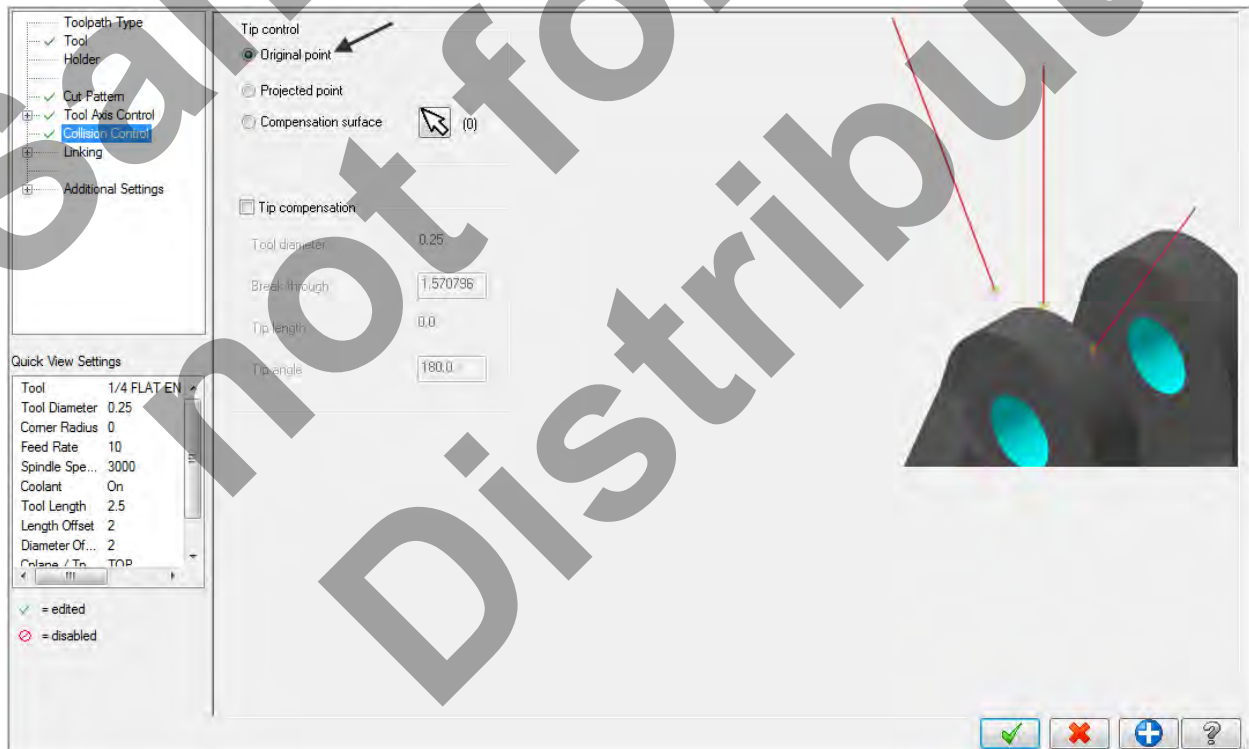 Toolpath Type
Tool
Holder
Cut Pattern
Tool Axis Control
Collision Control
Linking
Additional Settings
Quick View Settings
Tool 1/4 FLAT EN
Tool Diameter 0.25
Corner Radius 0
Feed Rate 10
Spindle Spe... 3000
Coolant On
Tool Length 2.5
Length Offset 2
Diameter Of... 2
Cplane / Tp... TOP
= edited
= disabled
Tip control
Original point
Projected point
Compensation surface (0)
Tip compensation
Tool diameter 0.25
Break through 1.570796
Tip length 0.0
Tip angle 180.0
Sample
not for
Distribution